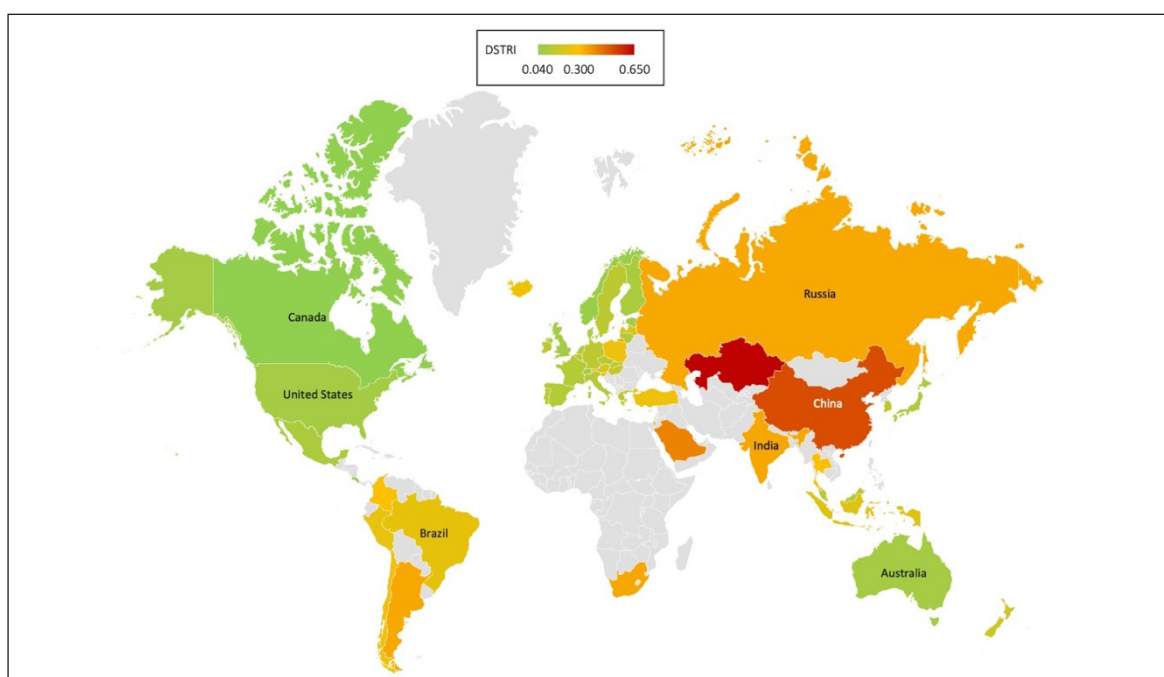 DSTRI
0.040 0.300 0.650
Canada
Russia
United States
China
India
Brazil
Australia